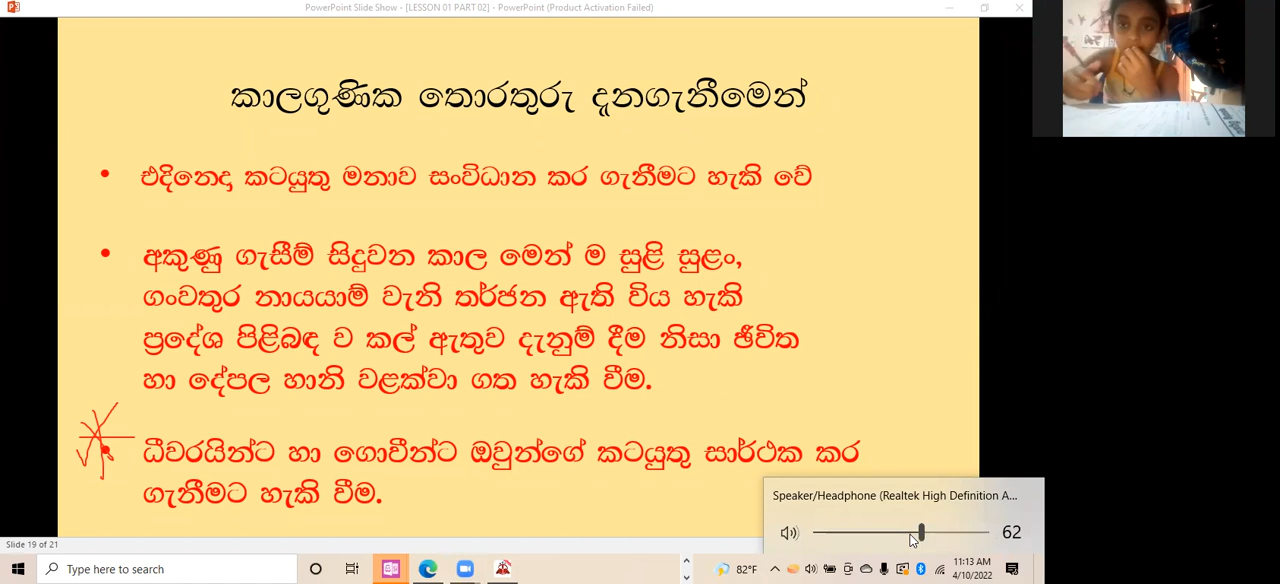 PowerPoint Slide Show - [LESSON 01 PART 02] - PowerPoint (Product Activation Failed)
කාලගුණික තොරතුරු දැනගැනීමෙන්
• එදිනෙදා කටයුතු මනාව සංවිධාන කර ගැනීමට හැකි වේ
• අකුණු ගැසීම් සිදුවන කාල මෙන් ම සුළි සුළං,
ගංවතුර නායයාම් වැනි තර්ජන ඇති විය හැකි
ප්‍රදේශ පිළිබඳ ව කල් ඇතුව දැනුම් දීම නිසා ජීවිත
හා දේපල හානි වළක්වා ගත හැකි වීම.
• ධීවරයින්ට හා ගොවීන්ට ඔවුන්ගේ කටයුතු සාර්ථක කර
ගැනීමට හැකි වීම.
Speaker/Headphone (Realtek High Definition A...
62
Slide 19 of 21
Type here to search
82°F
11:13 AM
4/10/2022